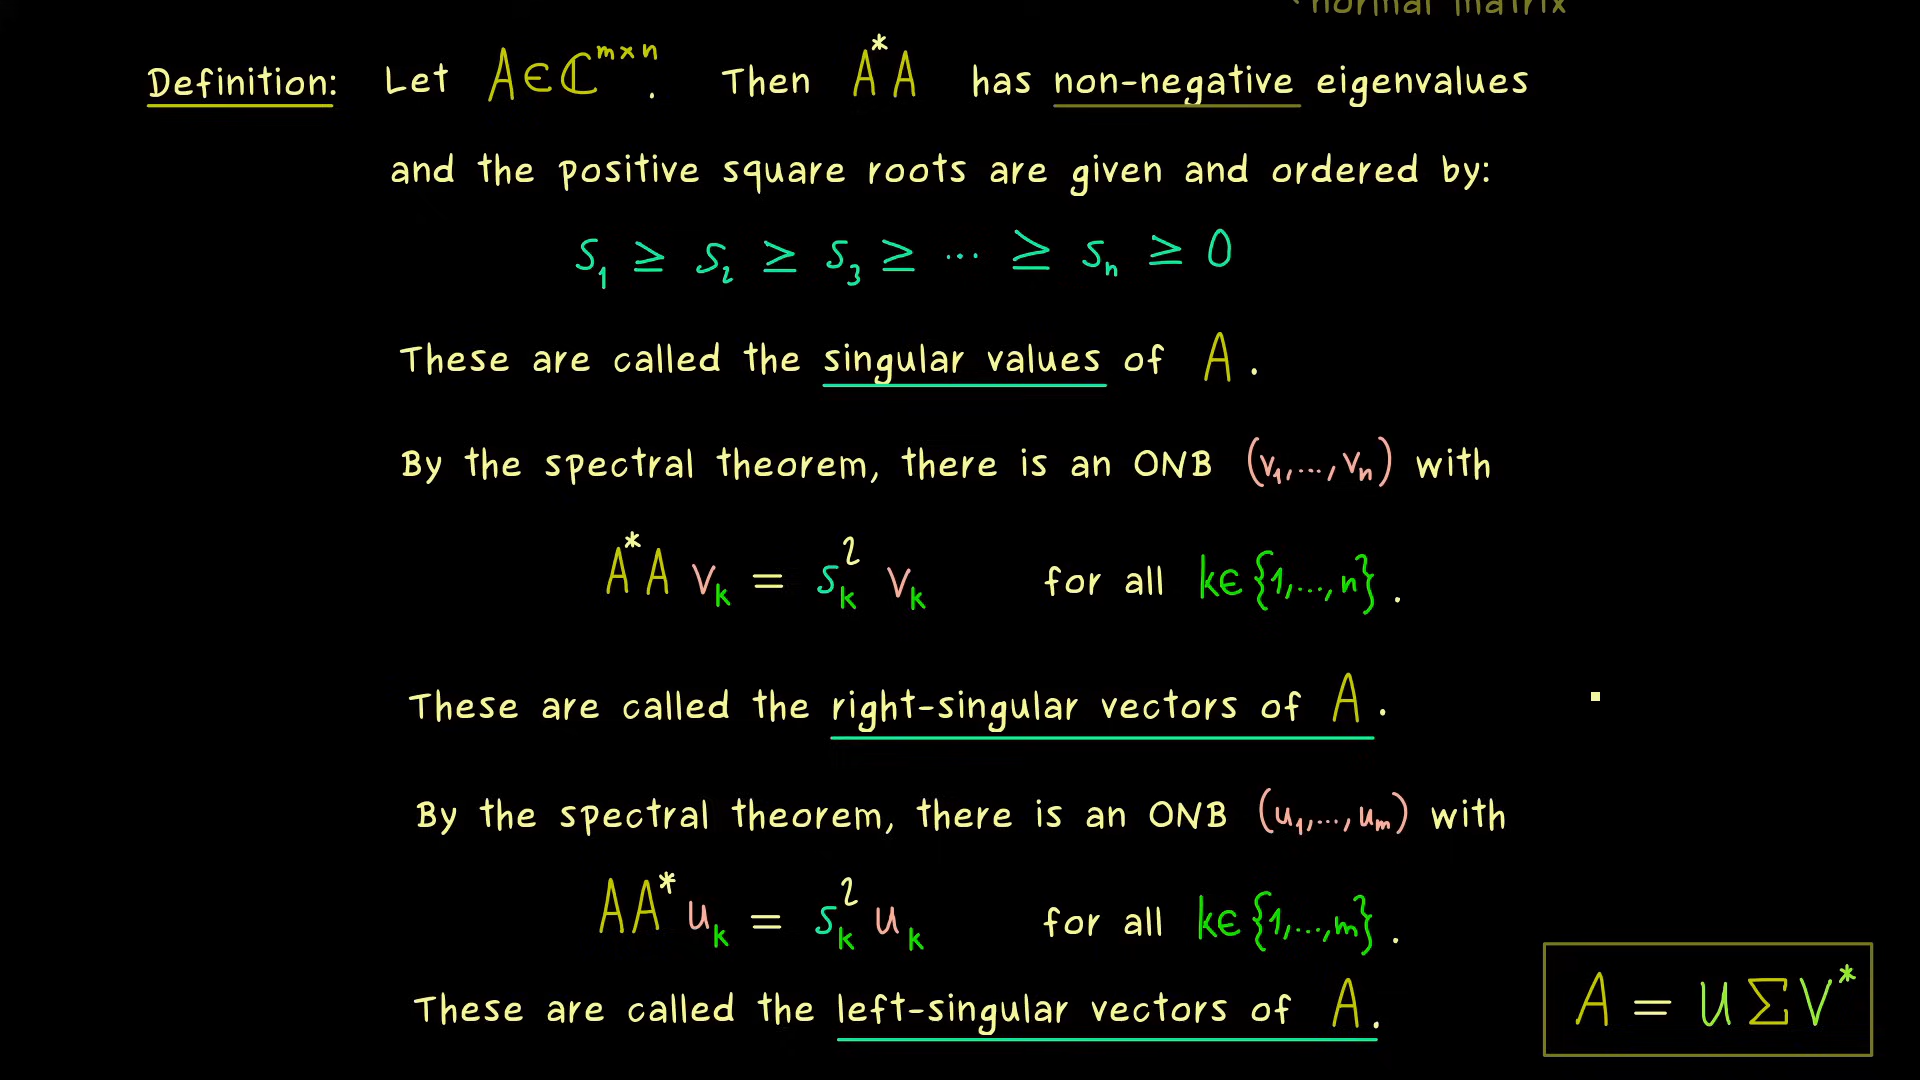 normal matrix
Definition: Let A ∈ ℂ^{m×n}. Then A*A has non-negative eigenvalues
and the positive square roots are given and ordered by:
s₁ ≥ s₂ ≥ s₃ ≥ ... ≥ sₙ ≥ 0
These are called the singular values of A.
By the spectral theorem, there is an ONB (v₁,...,vₙ) with
A*A vₖ = sₖ² vₖ for all k∈{1,...,n}.
These are called the right-singular vectors of A.
By the spectral theorem, there is an ONB (u₁,...,uₘ) with
AA* uₖ = sₖ² uₖ for all k∈{1,...,m}.
These are called the left-singular vectors of A.
A = UΣV*